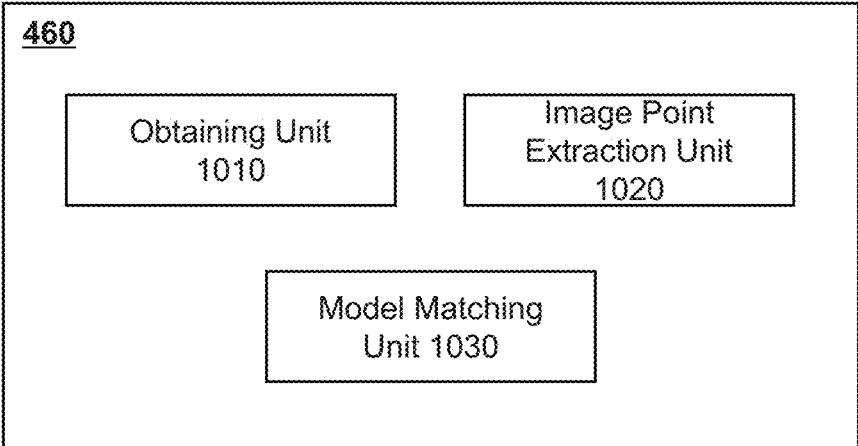 460
Obtaining Unit
1010
Image Point
Extraction Unit
1020
Model Matching
Unit 1030